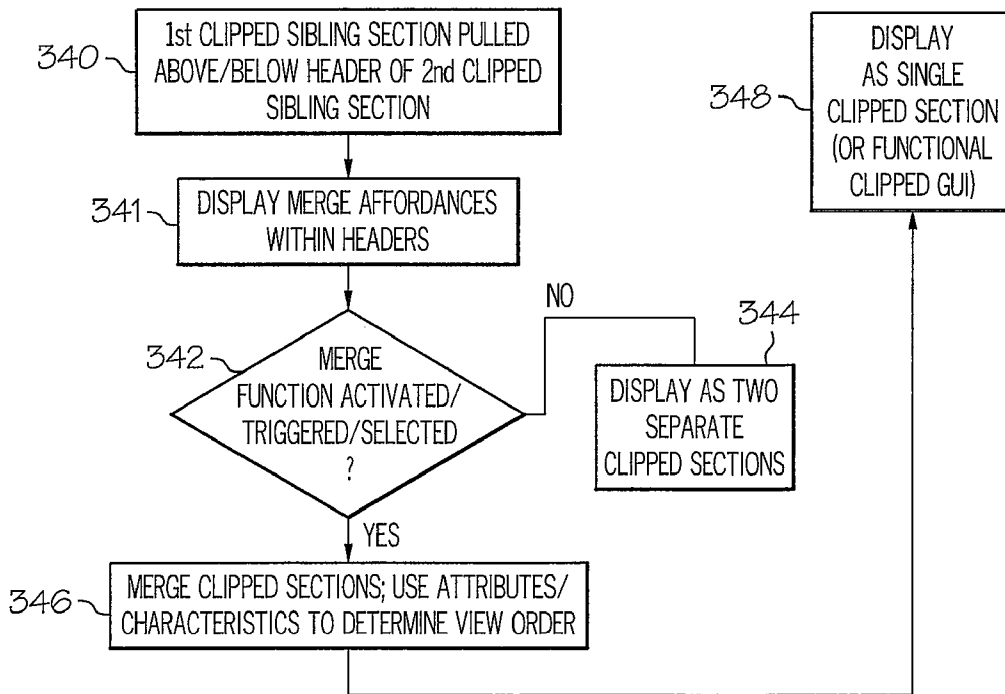 340
1st CLIPPED SIBLING SECTION PULLED
ABOVE/BELOW HEADER OF 2nd CLIPPED
SIBLING SECTION
341
DISPLAY MERGE AFFORDANCES
WITHIN HEADERS
342
MERGE
FUNCTION ACTIVATED/
TRIGGERED/SELECTED
?
NO
344
DISPLAY AS TWO
SEPARATE
CLIPPED SECTIONS
YES
346
MERGE CLIPPED SECTIONS; USE ATTRIBUTES/
CHARACTERISTICS TO DETERMINE VIEW ORDER
348
DISPLAY
AS SINGLE
CLIPPED SECTION
(OR FUNCTIONAL
CLIPPED GUI)